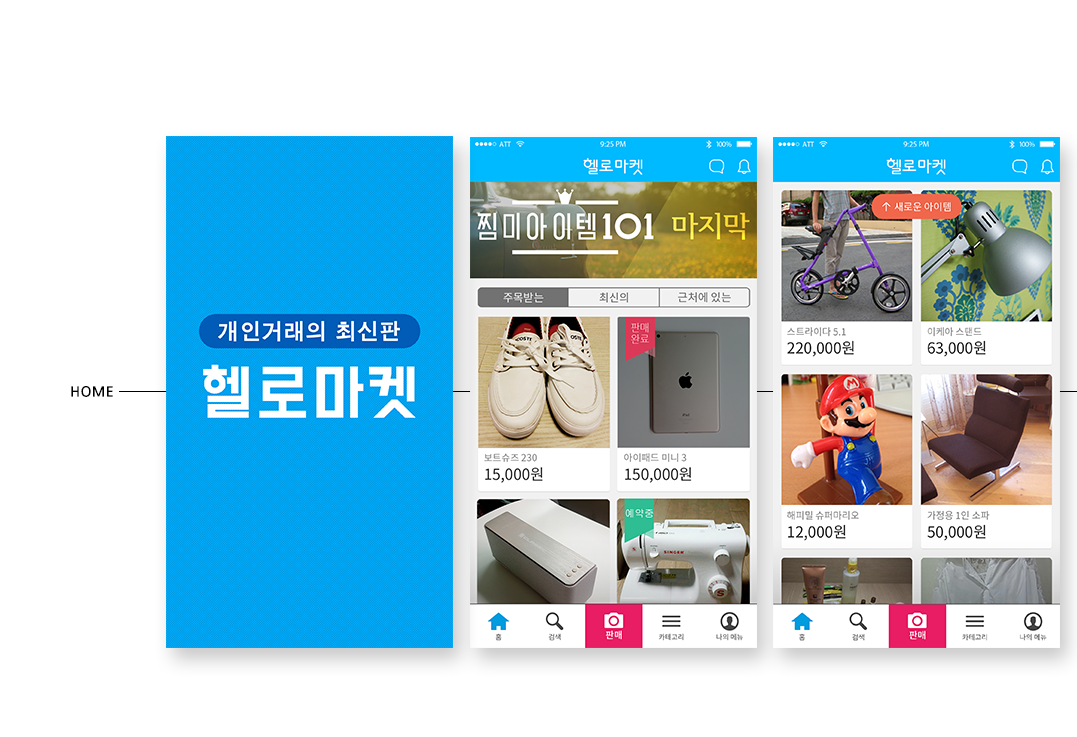 HOME
개인거래의 최신판
헬로마켓
ATT 9:25 PM 100%
헬로마켓
찜미아이템101 마지막
주목받는 최신의 근처에 있는
판매
완료
iPad
보트슈즈 230
15,000원
아이패드 미니 3
150,000원
예약중
SINGER
홈 검색 판매 카테고리 나의 메뉴
ATT 9:25 PM 100%
헬로마켓
↑ 새로운 아이템
스트라이다 5.1
220,000원
이케아 스탠드
63,000원
해피밀 슈퍼마리오
12,000원
가정용 1인 소파
50,000원
홈 검색 판매 카테고리 나의 메뉴